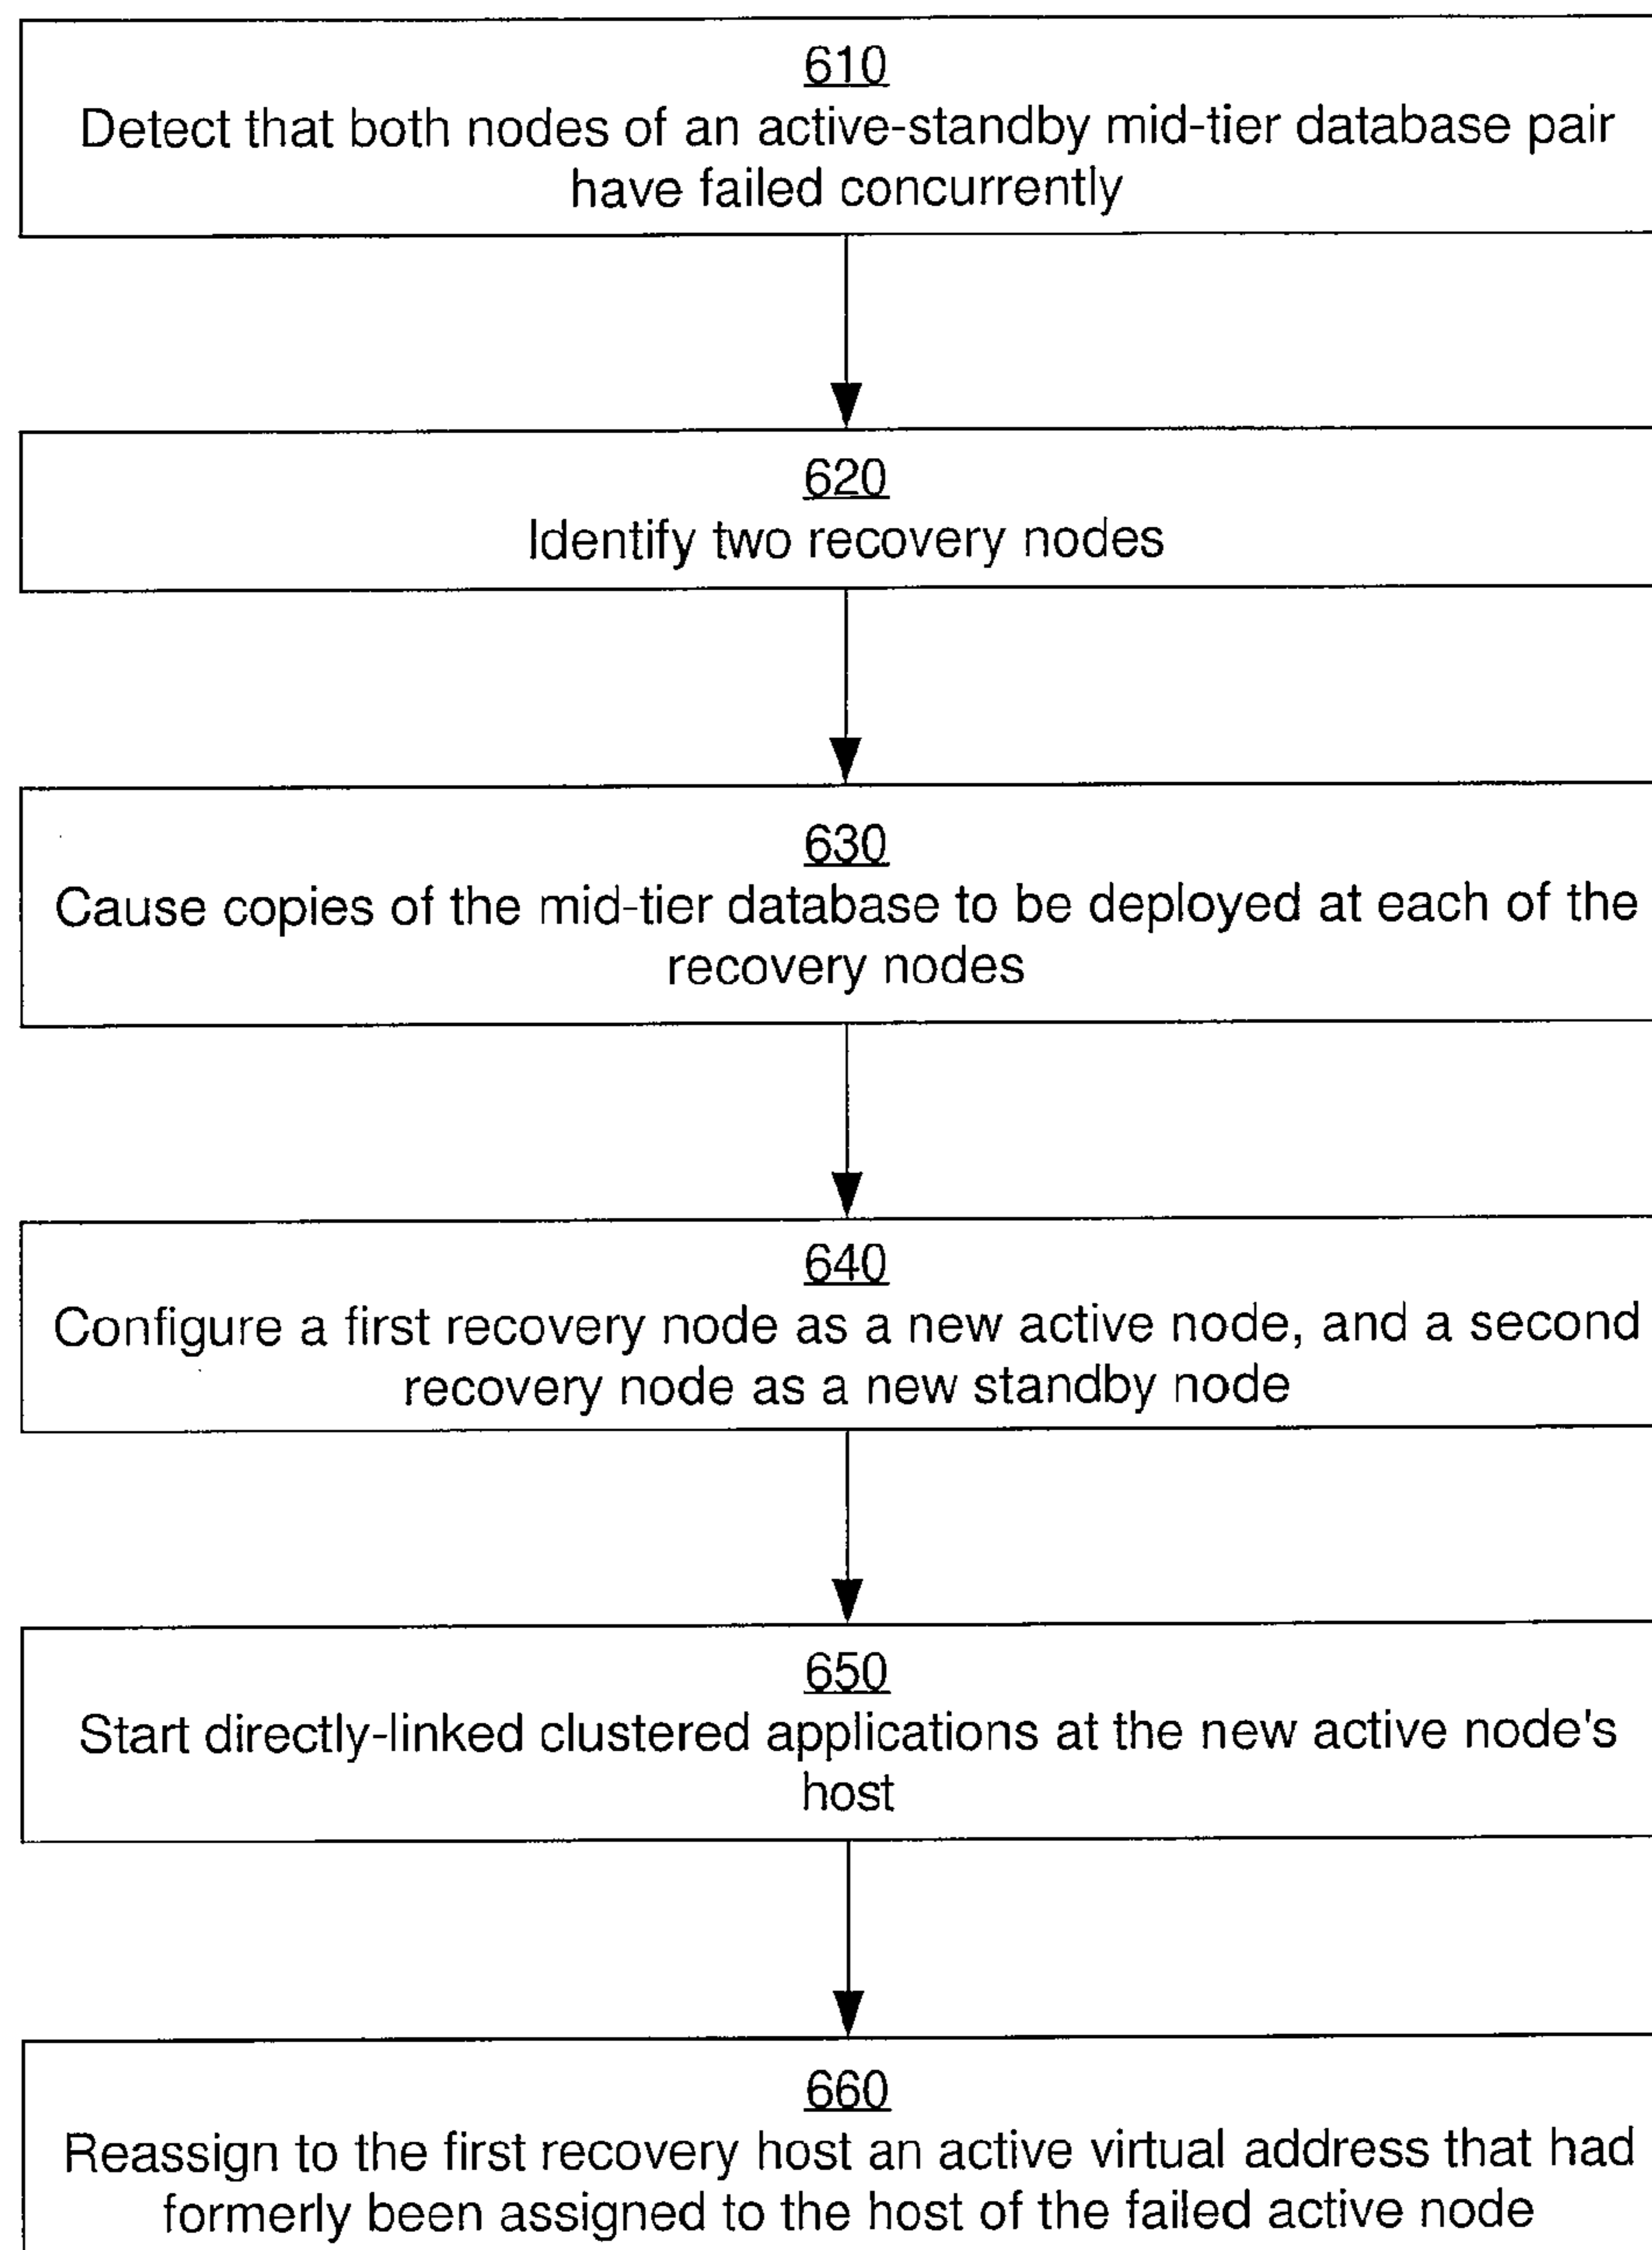 610
Detect that both nodes of an active-standby mid-tier database pair
have failed concurrently
620
Identify two recovery nodes
630
Cause copies of the mid-tier database to be deployed at each of the
recovery nodes
640
Configure a first recovery node as a new active node, and a second
recovery node as a new standby node
650
Start directly-linked clustered applications at the new active node's
host
660
Reassign to the first recovery host an active virtual address that had
formerly been assigned to the host of the failed active node